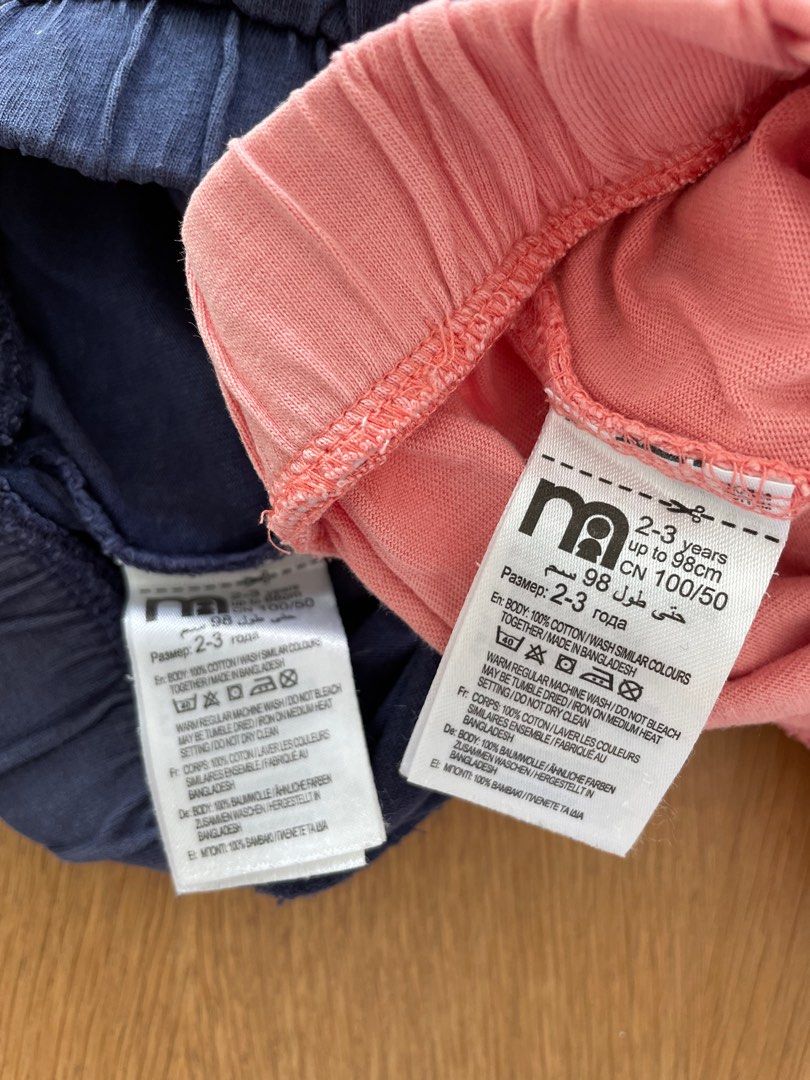 2-3 years
up to 98cm
CN 100/50
حتى طول 98 سم
Размер: 2-3 года
En: BODY: 100% COTTON / WASH SIMILAR COLOURS
TOGETHER / MADE IN BANGLADESH
40
WARM REGULAR MACHINE WASH / DO NOT BLEACH
MAY BE TUMBLE DRIED / IRON ON MEDIUM HEAT
SETTING / DO NOT DRY CLEAN
Fr: CORPS: 100% COTON / LAVER LES COULEURS
SIMILAIRES ENSEMBLE / FABRIQUÉ AU
BANGLADESH
De: BODY: 100% BAUMWOLLE / ÄHNLICHE FARBEN
ZUSAMMEN WASCHEN / HERGESTELLT IN
BANGLADESH
El: ΜΠΟΝΤΙ: 100% ΒΑΜΒΑΚΙ / ΠΛΕΝΕΤΕ ΤΑ ΙΔΙΑ
2-3 years
CN 100/50
98 سم
Размер: 2-3 года
En: BODY: 100% COTTON / WASH SIMILAR COLOURS
TOGETHER / MADE IN BANGLADESH
WARM REGULAR MACHINE WASH / DO NOT BLEACH
MAY BE TUMBLE DRIED / IRON ON MEDIUM HEAT
SETTING / DO NOT DRY CLEAN
Fr: CORPS: 100% COTON / LAVER LES COULEURS
SIMILAIRES ENSEMBLE / FABRIQUÉ AU
BANGLADESH
De: BODY: 100% BAUMWOLLE / ÄHNLICHE FARBEN
ZUSAMMEN WASCHEN / HERGESTELLT IN
BANGLADESH
El: ΜΠΟΝΤΙ: 100% ΒΑΜΒΑΚΙ / ΠΛΕΝΕΤΕ ΤΑ ΙΔΙΑ